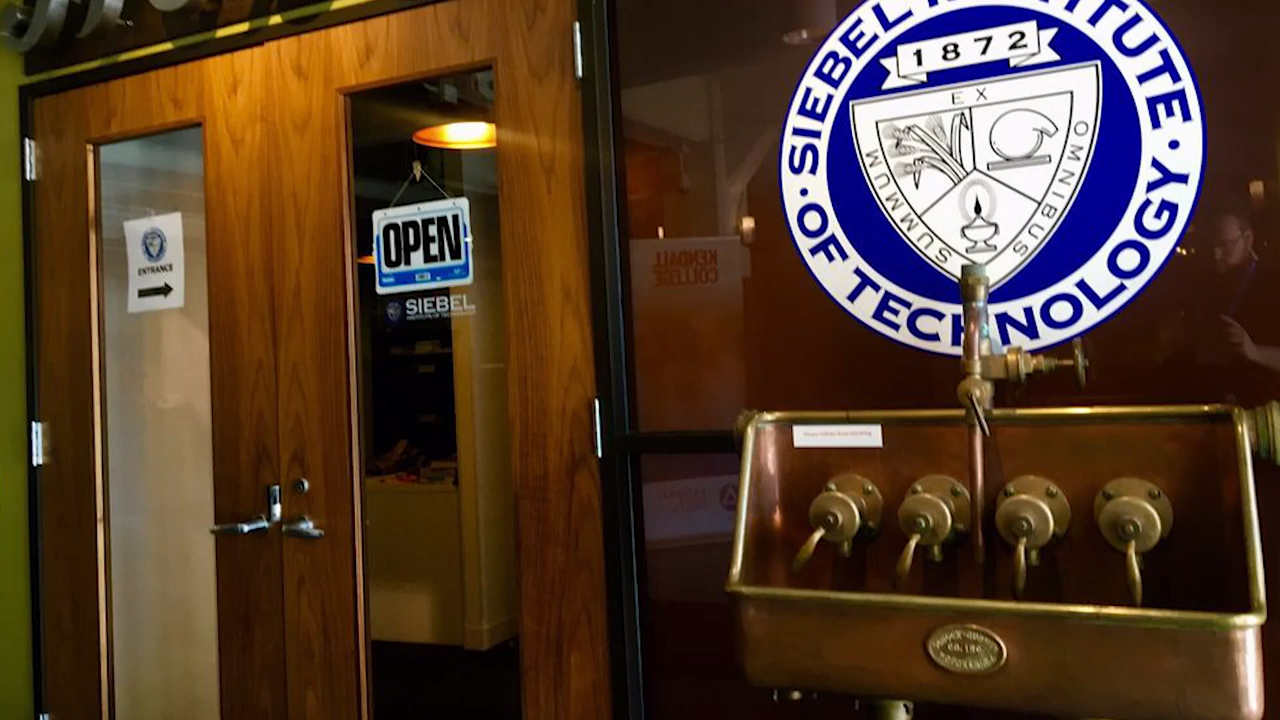 SIEBEL INSTITUTE
· OF TECHNOLOGY ·
1872
EX
OMNIBUS
SUMMUM
ENTRANCE
OPEN
SIEBEL
INSTITUTE OF TECHNOLOGY
KENDALL
COLLEGE